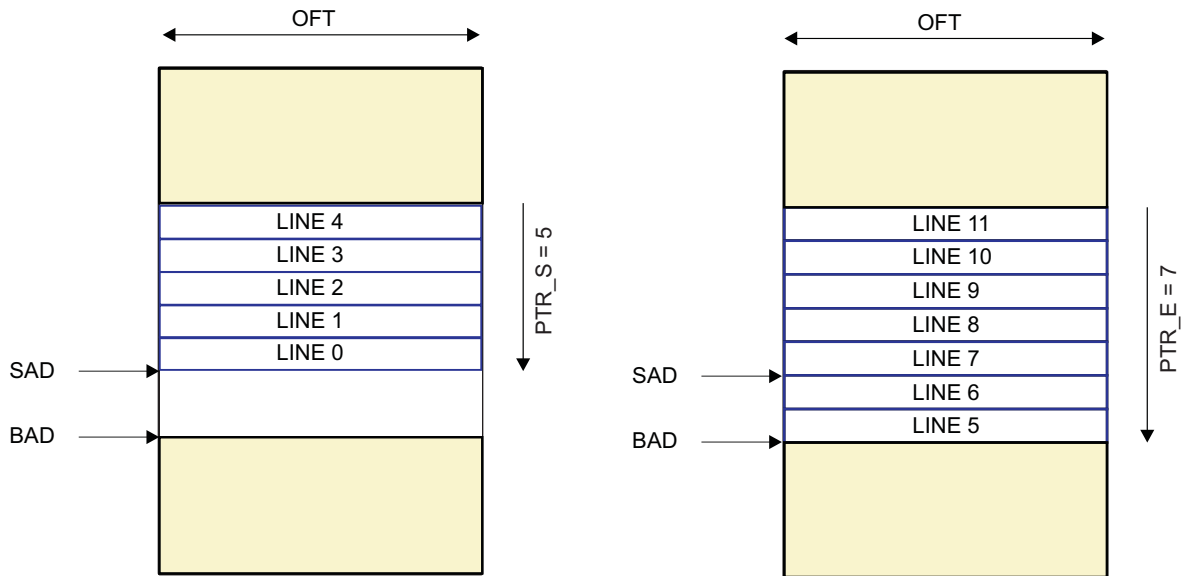 OFT
LINE 4
LINE 3
LINE 2
LINE 1
LINE 0
SAD
BAD
PTR_S = 5
OFT
LINE 11
LINE 10
LINE 9
LINE 8
LINE 7
LINE 6
LINE 5
SAD
BAD
PTR_E = 7